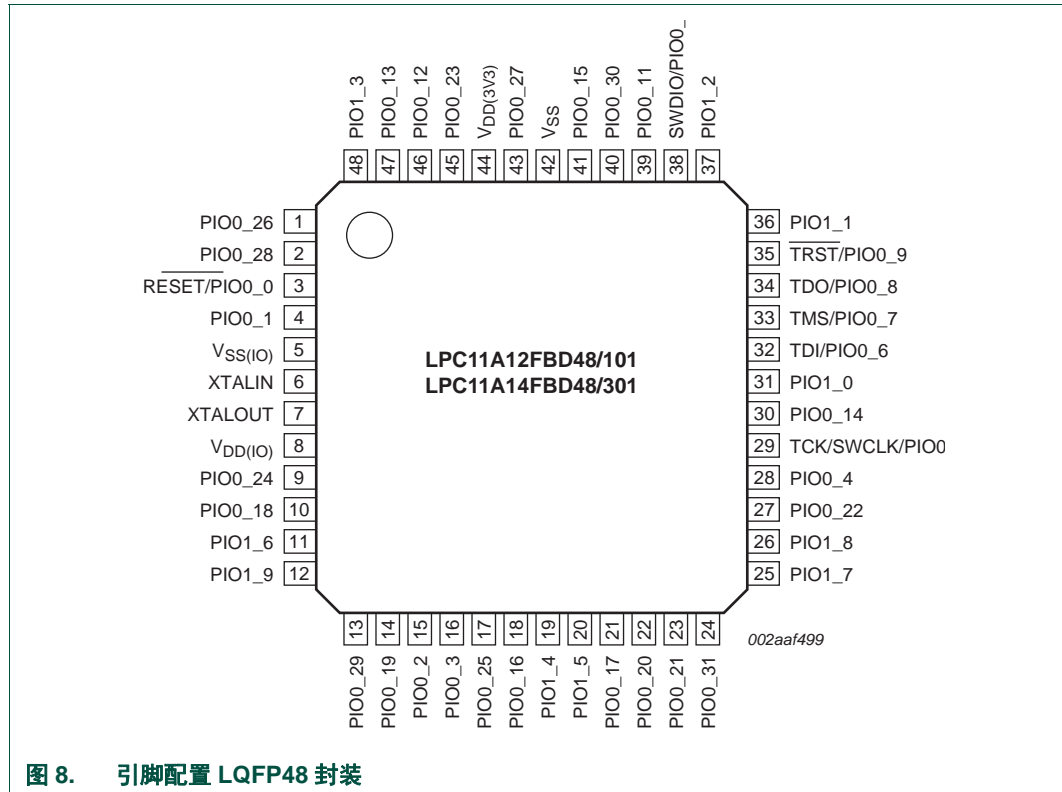 PIO1_3
PIO0_13
PIO0_12
PIO0_23
VDD(3V3)
PIO0_27
VSS
PIO0_15
PIO0_30
PIO0_11
SWDIO/PIO0_
PIO1_2
48 47 46 45 44 43 42 41 40 39 38 37
PIO0_26 1
PIO0_28 2
RESET/PIO0_0 3
PIO0_1 4
VSS(IO) 5
XTALIN 6
XTALOUT 7
VDD(IO) 8
PIO0_24 9
PIO0_18 10
PIO1_6 11
PIO1_9 12
LPC11A12FBD48/101
LPC11A14FBD48/301
36 PIO1_1
35 TRST/PIO0_9
34 TDO/PIO0_8
33 TMS/PIO0_7
32 TDI/PIO0_6
31 PIO1_0
30 PIO0_14
29 TCK/SWCLK/PIO0
28 PIO0_4
27 PIO0_22
26 PIO1_8
25 PIO1_7
13 14 15 16 17 18 19 20 21 22 23 24
PIO0_29
PIO0_19
PIO0_2
PIO0_3
PIO0_25
PIO0_16
PIO1_4
PIO1_5
PIO0_17
PIO0_20
PIO0_21
PIO0_31
002aaf499
图 8. 引脚配置 LQFP48 封装